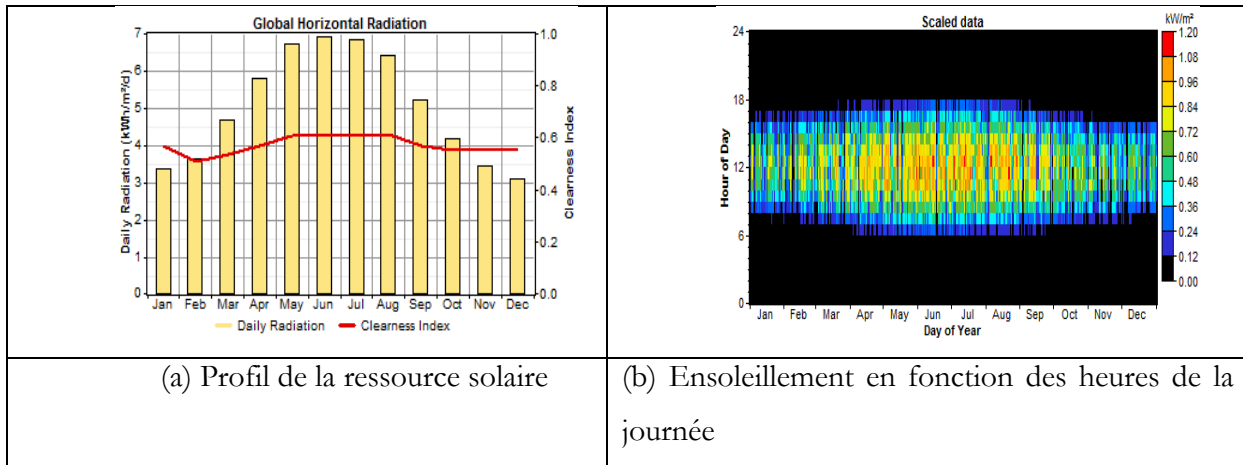 Global Horizontal Radiation
7
6
5
4
3
2
1
0
Daily Radiation (kWh/m²/d)
1.0
0.8
0.6
0.4
0.2
0.0
Clearness Index
Jan Feb Mar Apr May Jun Jul Aug Sep Oct Nov Dec
Daily Radiation Clearness Index
Scaled data
24
18
12
6
0
Hour of Day
Jan Feb Mar Apr May Jun Jul Aug Sep Oct Nov Dec
Day of Year
kW/m²
1.20
1.08
0.96
0.84
0.72
0.60
0.48
0.36
0.24
0.12
0.00
(a) Profil de la ressource solaire
(b) Ensoleillement en fonction des heures de la
journée